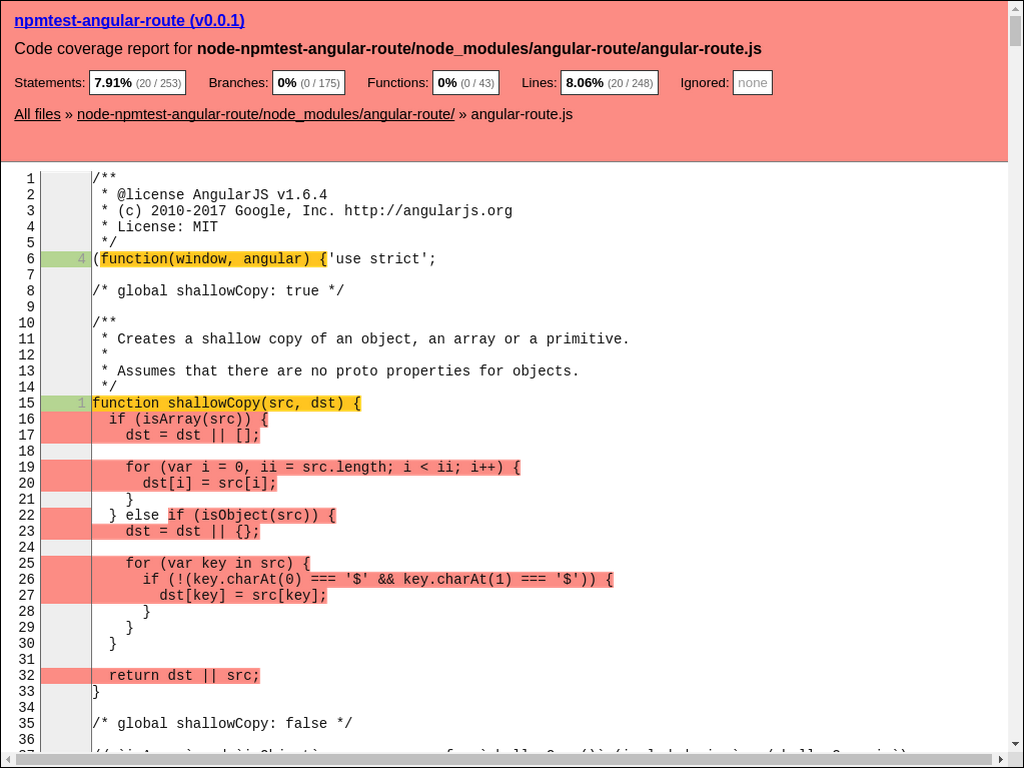 npmtest-angular-route (v0.0.1)
Code coverage report for node-npmtest-angular-route/node_modules/angular-route/angular-route.js
Statements: 7.91% (20 / 253) Branches: 0% (0 / 175) Functions: 0% (0 / 43) Lines: 8.06% (20 / 248) Ignored: none
All files » node-npmtest-angular-route/node_modules/angular-route/ » angular-route.js
1 /**
2 * @license AngularJS v1.6.4
3 * (c) 2010-2017 Google, Inc. http://angularjs.org
4 * License: MIT
5 */
6 4 (function(window, angular) {'use strict';
7
8 /* global shallowCopy: true */
9
10 /**
11 * Creates a shallow copy of an object, an array or a primitive.
12 *
13 * Assumes that there are no proto properties for objects.
14 */
15 1 function shallowCopy(src, dst) {
16 if (isArray(src)) {
17 dst = dst || [];
18
19 for (var i = 0, ii = src.length; i < ii; i++) {
20 dst[i] = src[i];
21 }
22 } else if (isObject(src)) {
23 dst = dst || {};
24
25 for (var key in src) {
26 if (!(key.charAt(0) === '$' && key.charAt(1) === '$')) {
27 dst[key] = src[key];
28 }
29 }
30 }
31
32 return dst || src;
33 }
34
35 /* global shallowCopy: false */
36